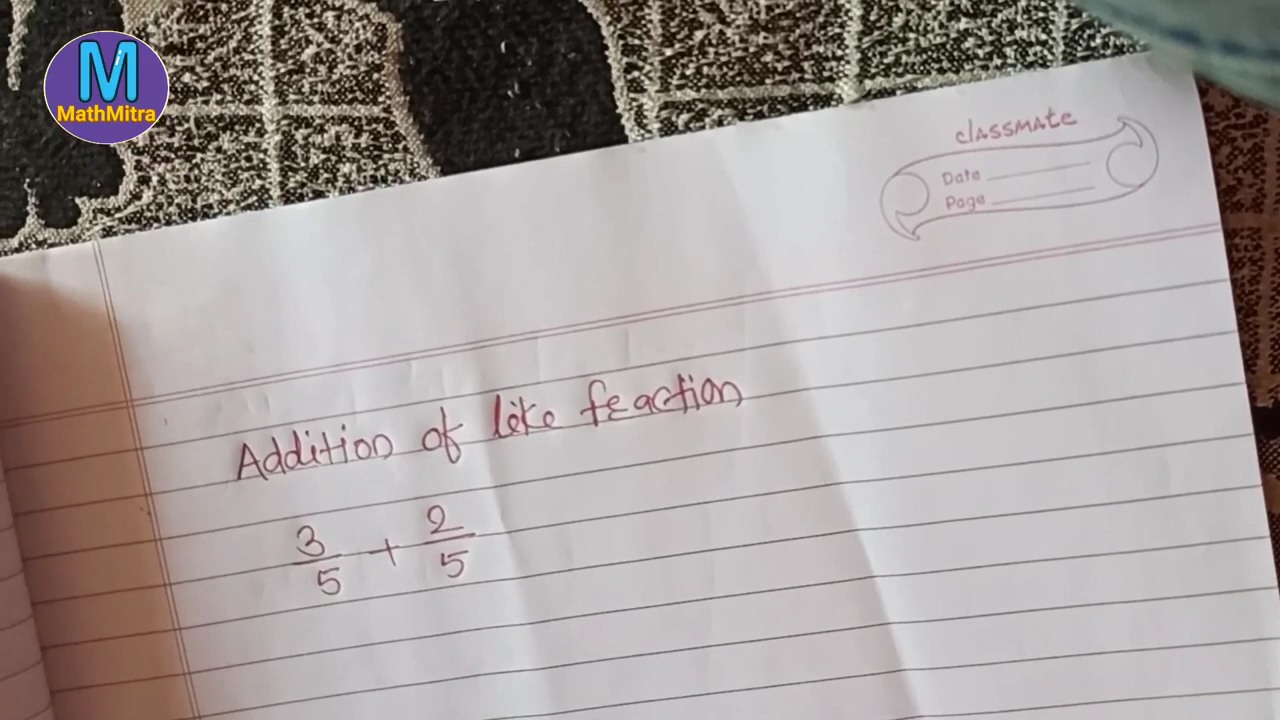 M
MathMitra
classmate
Date
Page
Addition of like fraction
3/5 + 2/5